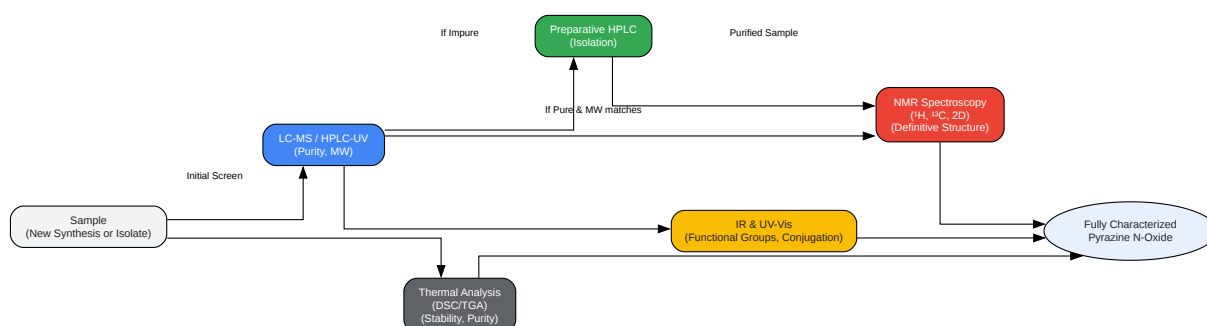 If Impure
Preparative HPLC
(Isolation)
Purified Sample
If Pure & MW matches
NMR Spectroscopy
(¹H, ¹³C, 2D)
(Definitive Structure)
LC-MS / HPLC-UV
(Purity, MW)
Initial Screen
Sample
(New Synthesis or Isolate)
IR & UV-Vis
(Functional Groups, Conjugation)
Fully Characterized
Pyrazine N-Oxide
Thermal Analysis
(DSC/TGA)
(Stability, Purity)